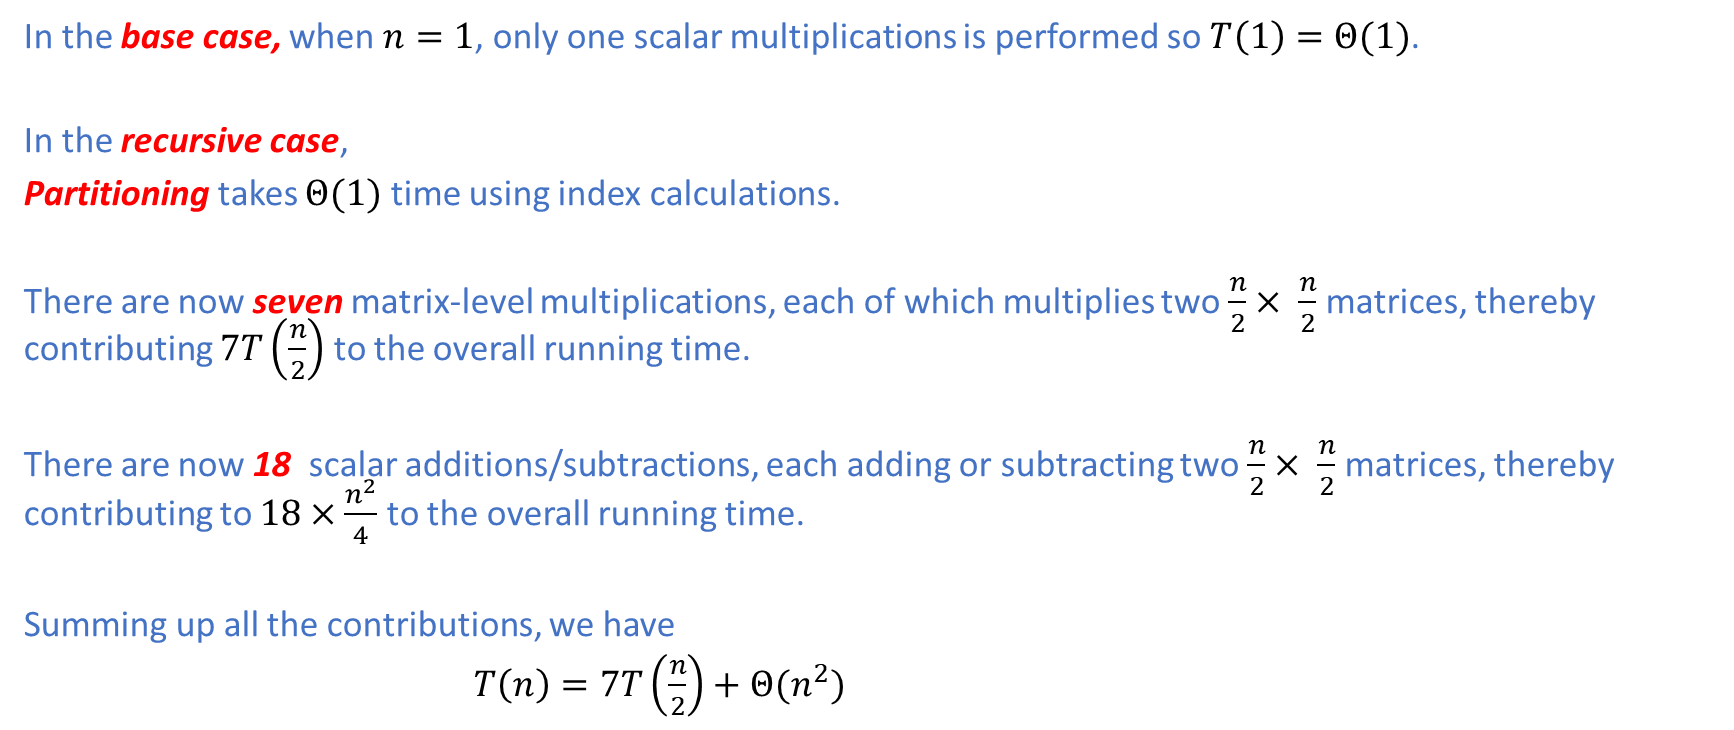 In the base case, when n = 1, only one scalar multiplications is performed so T(1) = Θ(1).
In the recursive case,
Partitioning takes Θ(1) time using index calculations.
There are now seven matrix-level multiplications, each of which multiplies two n/2 × n/2 matrices, thereby
contributing 7T(n/2) to the overall running time.
There are now 18 scalar additions/subtractions, each adding or subtracting two n/2 × n/2 matrices, thereby
contributing to 18 × n²/4 to the overall running time.
Summing up all the contributions, we have
T(n) = 7T(n/2) + Θ(n²)